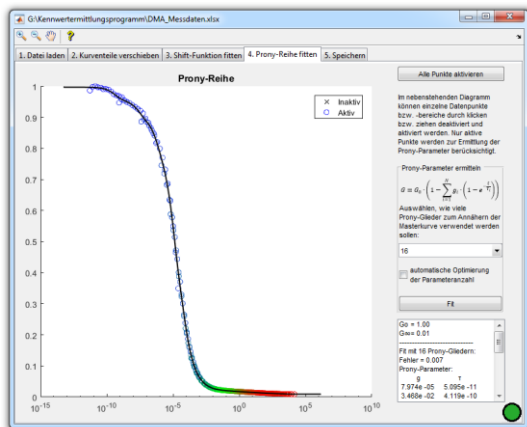 G:\Kennwertermittlungsprogramm\DMA_Messdaten.xlsx
1. Datei laden
2. Kurventeile verschieben
3. Shift-Funktion fitten
4. Prony-Reihe fitten
5. Speichern
Prony-Reihe
Inaktiv
Aktiv
1
0.9
0.8
0.7
0.6
0.5
0.4
0.3
0.2
0.1
0
10^-15
10^-10
10^-5
10^0
10^5
10^10
Alle Punkte aktivieren
Im nebenstehenden Diagramm
können einzelne Datenpunkte
bzw. -bereiche durch klicken
bzw. ziehen deaktiviert und
aktiviert werden. Nur aktive
Punkte werden zur Ermittlung der
Prony-Parameter berücksichtigt.
Prony-Parameter ermitteln
Auswählen, wie viele
Prony-Glieder zum Annähern der
Masterkurve verwendet werden
sollen:
16
automatische Optimierung
der Parameteranzahl
Fit
Go = 1.00
G∞= 0.01
-----------------------------
Fit mit 16 Prony-Gliedern:
Fehler = 0.007
Prony-Parameter:
g τ
7.974e -05 5.095e -11
3.468e -02 4.119e -10